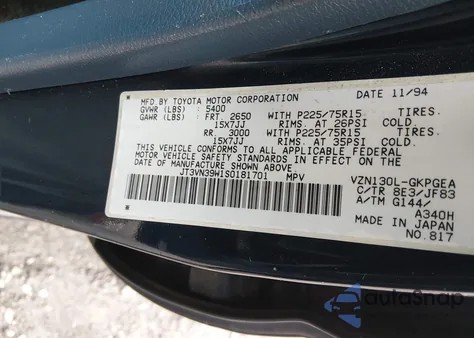 MFD.BY TOYOTA MOTOR CORPORATION DATE 11/94
GVWR (LBS) : 5400
GAWR (LBS) : FRT. 2650 WITH P225/75R15 TIRES.
15X7JJ RIMS. AT 26PSI COLD.
RR. 3000 WITH P225/75R15 TIRES.
15X7JJ RIMS. AT 35PSI COLD.
THIS VEHICLE CONFORMS TO ALL APPLICABLE FEDERAL
MOTOR VEHICLE SAFETY STANDARDS IN EFFECT ON THE
DATE OF MANUFACTURE SHOWN ABOVE.
JT3VN39W1S0181701 MPV
VZN130L-GKPGEA
C/TR 8E3/JF83
A/TM G144/
A340H
MADE IN JAPAN
NO.817
autoSnap